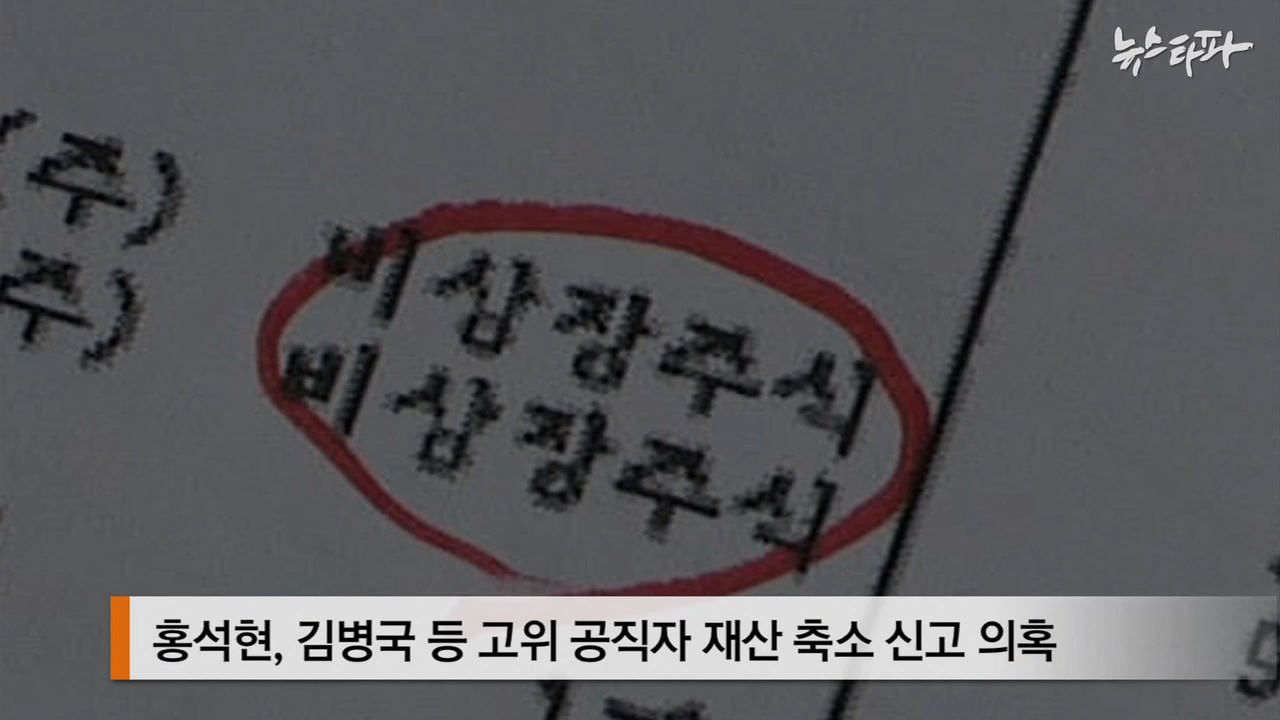 뉴스타파
(주)
비상장주식
주)
비상장주식
홍석현, 김병국 등 고위 공직자 재산 축소 신고 의혹